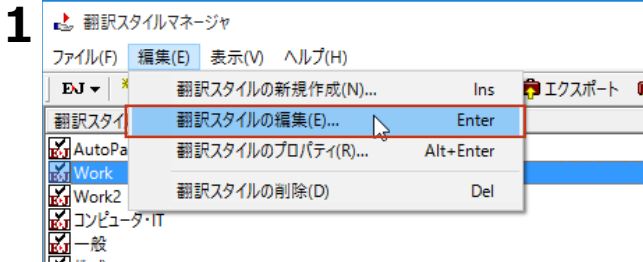 1
翻訳スタイルマネージャ
ファイル(F) 編集(E) 表示(V) ヘルプ(H)
EJ 翻訳スタイルの新規作成(N)... Ins エクスポート
翻訳スタイ 翻訳スタイルの編集(E)... Enter
AutoPa 翻訳スタイルのプロパティ(R)... Alt+Enter
Work
Work2 翻訳スタイルの削除(D) Del
コンピュータ・IT
一般